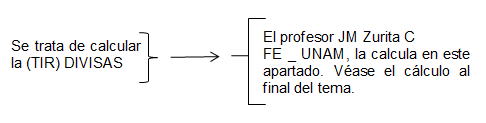 Se trata de calcular
la (TIR) DIVISAS
El profesor JM Zurita C
FE _ UNAM, la calcula en este
apartado. Véase el cálculo al
final del tema.